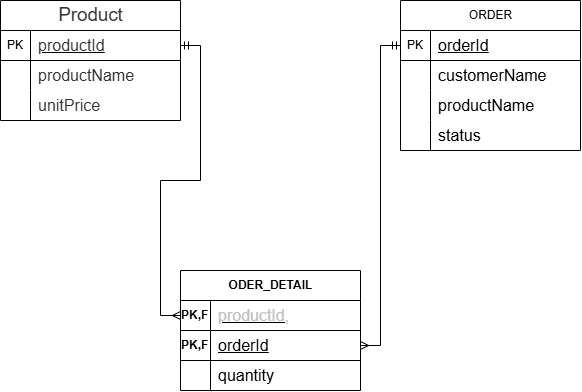 Product
PK productId
productName
unitPrice
ORDER
PK orderId
customerName
productName
status
ODER_DETAIL
PK,F productId,
PK,F orderId
quantity